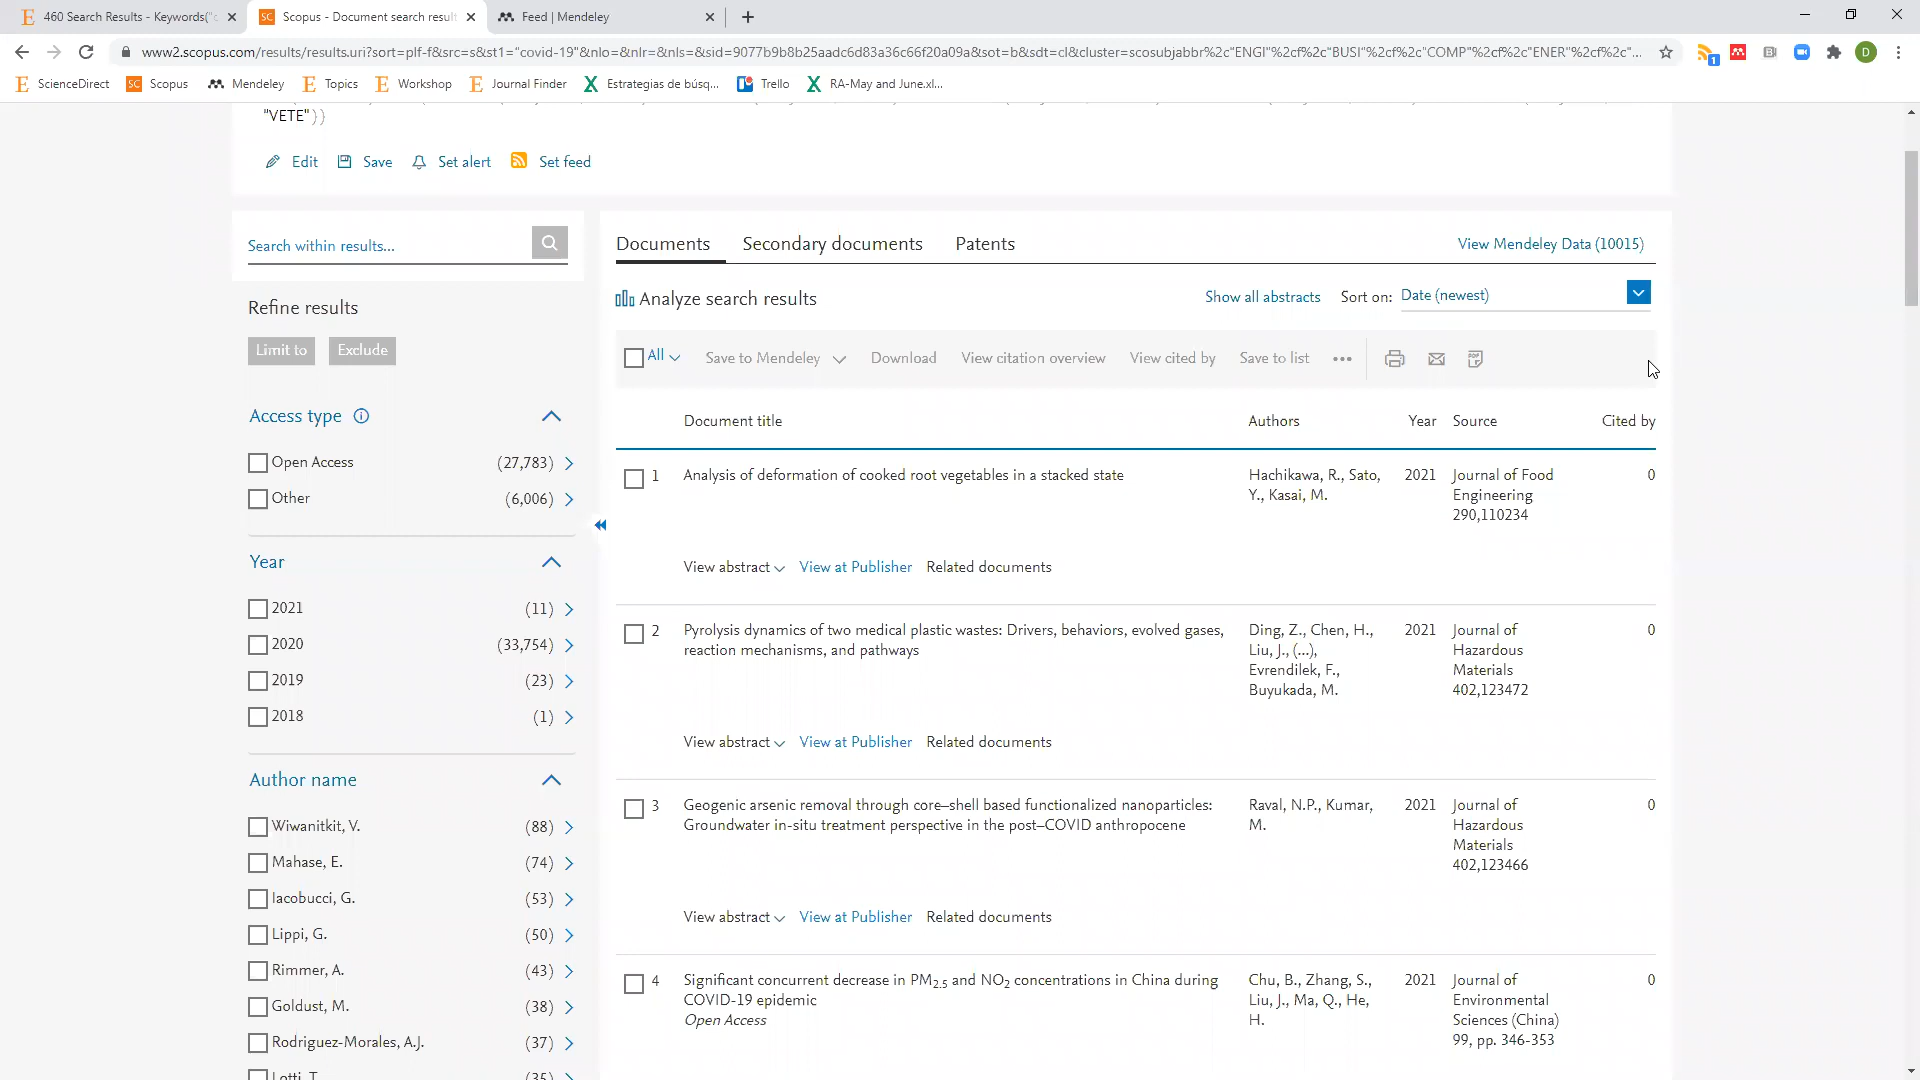 460 Search Results - Keywords("c
Scopus - Document search result
Feed | Mendeley
www2.scopus.com/results/results.uri?sort=plf-f&src=s&st1="covid-19"&nlo=&nlr=&nls=&sid=9077b9b8b25aadc6d83a36c66f20a09a&sot=b&sdt=cl&cluster=scosubjabbr%2c"ENGI"%2cf%2c"BUSI"%2cf%2c"COMP"%2cf%2c"ENER"%2cf%2c"...
ScienceDirect
Scopus
Mendeley
Topics
Workshop
Journal Finder
Estrategias de búsq...
Trello
RA-May and June.xl...
"VETE"))
Edit
Save
Set alert
Set feed
Search within results...
Documents
Secondary documents
Patents
View Mendeley Data (10015)
Refine results
Analyze search results
Show all abstracts
Sort on:
Date (newest)
Limit to
Exclude
All
Save to Mendeley
Download
View citation overview
View cited by
Save to list
Access type
Open Access (27,783)
Other (6,006)
Year
2021 (11)
2020 (33,754)
2019 (23)
2018 (1)
Author name
Wiwanitkit, V. (88)
Mahase, E. (74)
Iacobucci, G. (53)
Lippi, G. (50)
Rimmer, A. (43)
Goldust, M. (38)
Rodriguez-Morales, A.J. (37)
Lotti, T. (35)
Document title Authors Year Source Cited by
1 Analysis of deformation of cooked root vegetables in a stacked state
Hachikawa, R., Sato,
Y., Kasai, M.
2021
Journal of Food
Engineering
290,110234
0
View abstract View at Publisher Related documents
2 Pyrolysis dynamics of two medical plastic wastes: Drivers, behaviors, evolved gases,
reaction mechanisms, and pathways
Ding, Z., Chen, H.,
Liu, J., (...),
Evrendilek, F.,
Buyukada, M.
2021
Journal of
Hazardous
Materials
402,123472
0
View abstract View at Publisher Related documents
3 Geogenic arsenic removal through core–shell based functionalized nanoparticles:
Groundwater in-situ treatment perspective in the post–COVID anthropocene
Raval, N.P., Kumar,
M.
2021
Journal of
Hazardous
Materials
402,123466
0
View abstract View at Publisher Related documents
4 Significant concurrent decrease in PM2.5 and NO2 concentrations in China during
COVID-19 epidemic
Open Access
Chu, B., Zhang, S.,
Liu, J., Ma, Q., He,
H.
2021
Journal of
Environmental
Sciences (China)
99, pp. 346-353
0